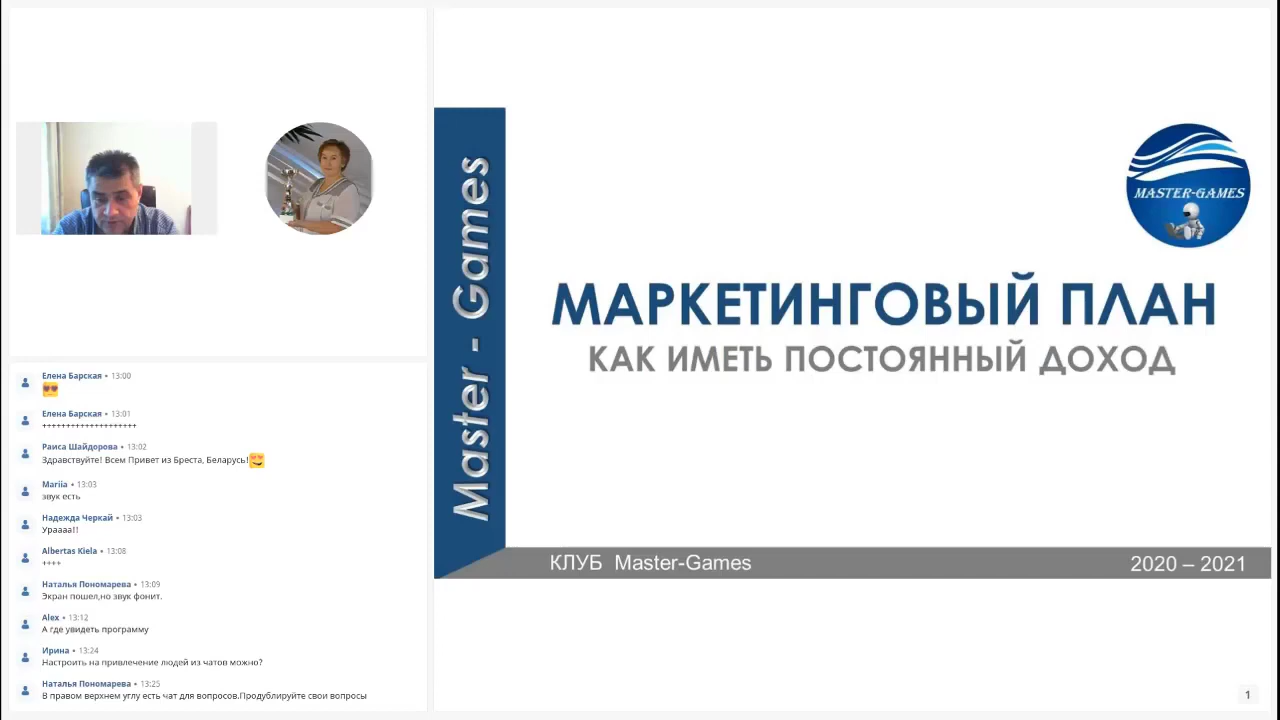 Master - Games
MASTER-GAMES
МАРКЕТИНГОВЫЙ ПЛАН
КАК ИМЕТЬ ПОСТОЯННЫЙ ДОХОД
КЛУБ Master-Games
2020 – 2021
1
Елена Барская • 13:00
Елена Барская • 13:01
++++++++++++++++++++
Раиса Шайдорова • 13:02
Здравствуйте! Всем Привет из Бреста, Беларусь!
Mariia • 13:03
звук есть
Надежда Черкай • 13:03
Ураааа!!
Albertas Kiela • 13:08
++++
Наталья Пономарева • 13:09
Экран пошел,но звук фонит.
Alex • 13:12
А где увидеть программу
Ирина • 13:24
Настроить на привлечение людей из чатов можно?
Наталья Пономарева • 13:25
В правом верхнем углу есть чат для вопросов.Продублируйте свои вопросы